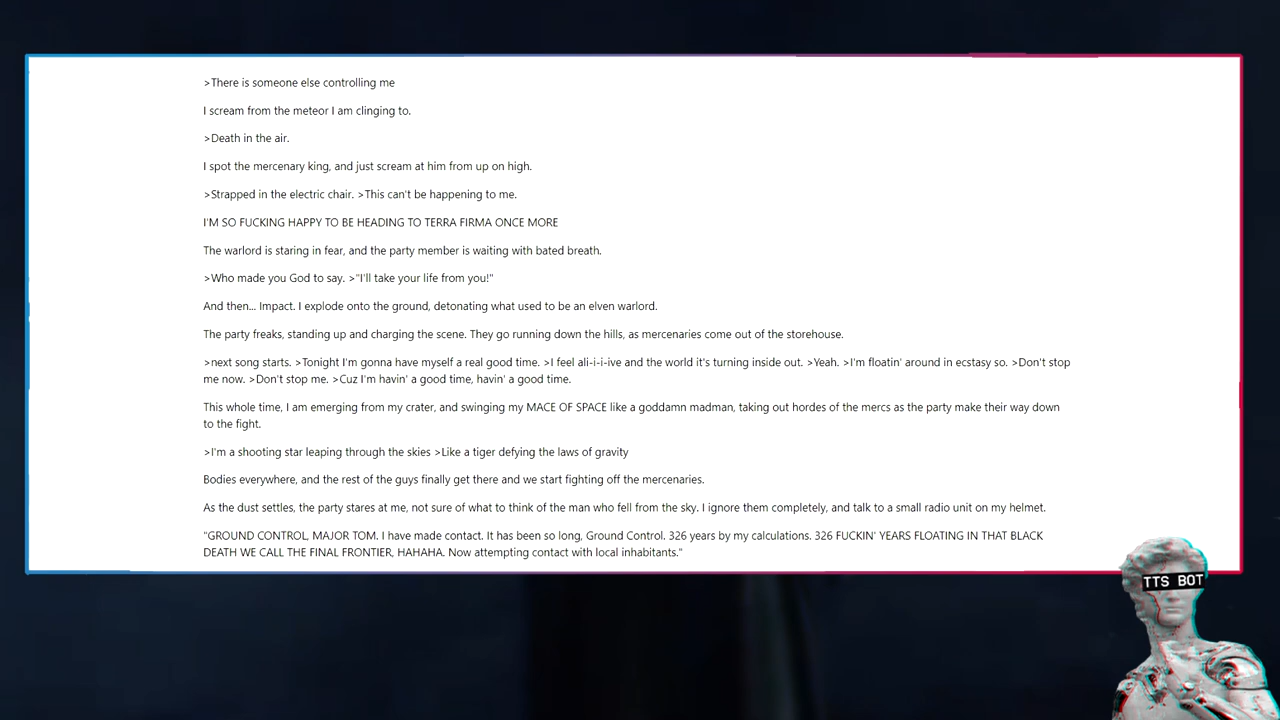 >There is someone else controlling me
I scream from the meteor I am clinging to.
>Death in the air.
I spot the mercenary king, and just scream at him from up on high.
>Strapped in the electric chair. >This can't be happening to me.
I'M SO FUCKING HAPPY TO BE HEADING TO TERRA FIRMA ONCE MORE
The warlord is staring in fear, and the party member is waiting with bated breath.
>Who made you God to say. >"I'll take your life from you!"
And then... Impact. I explode onto the ground, detonating what used to be an elven warlord.
The party freaks, standing up and charging the scene. They go running down the hills, as mercenaries come out of the storehouse.
>next song starts. >Tonight I'm gonna have myself a real good time. >I feel ali-i-i-ive and the world it's turning inside out. >Yeah. >I'm floatin' around in ecstasy so. >Don't stop
me now. >Don't stop me. >Cuz I'm havin' a good time, havin' a good time.
This whole time, I am emerging from my crater, and swinging my MACE OF SPACE like a goddamn madman, taking out hordes of the mercs as the party make their way down
to the fight.
>I'm a shooting star leaping through the skies >Like a tiger defying the laws of gravity
Bodies everywhere, and the rest of the guys finally get there and we start fighting off the mercenaries.
As the dust settles, the party stares at me, not sure of what to think of the man who fell from the sky. I ignore them completely, and talk to a small radio unit on my helmet.
"GROUND CONTROL, MAJOR TOM. I have made contact. It has been so long, Ground Control. 326 years by my calculations. 326 FUCKIN' YEARS FLOATING IN THAT BLACK
DEATH WE CALL THE FINAL FRONTIER, HAHAHA. Now attempting contact with local inhabitants."
TTS BOT